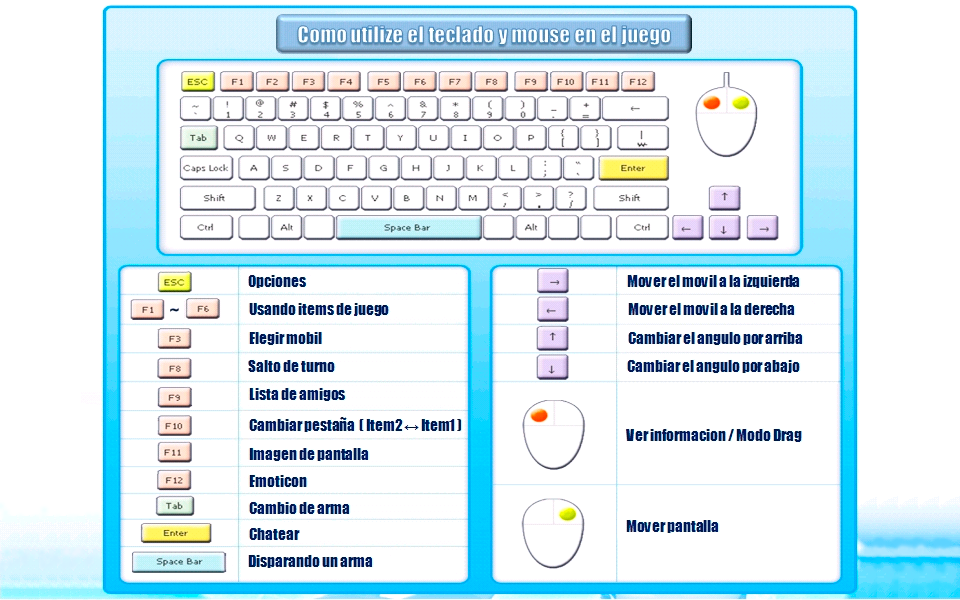 Como utilize el teclado y mouse en el juego
ESC F1 F2 F3 F4 F5 F6 F7 F8 F9 F10 F11 F12
~ ` ! 1 @ 2 # 3 $ 4 % 5 ^ 6 & 7 * 8 ( 9 ) 0 _ - + = ←
Tab Q W E R T Y U I O P { [ } ] | ₩
Caps Lock A S D F G H J K L : ; " ` Enter
Shift Z X C V B N M < , > . ? / Shift ↑
Ctrl Alt Space Bar Alt Ctrl ← ↓ →
ESC Opciones
F1 ~ F6 Usando items de juego
F3 Elegir mobil
F8 Salto de turno
F9 Lista de amigos
F10 Cambiar pestaña ( Item2 ↔ Item1 )
F11 Imagen de pantalla
F12 Emoticon
Tab Cambio de arma
Enter Chatear
Space Bar Disparando un arma
→ Mover el movil a la izquierda
← Mover el movil a la derecha
↑ Cambiar el angulo por arriba
↓ Cambiar el angulo por abajo
Ver informacion / Modo Drag
Mover pantalla